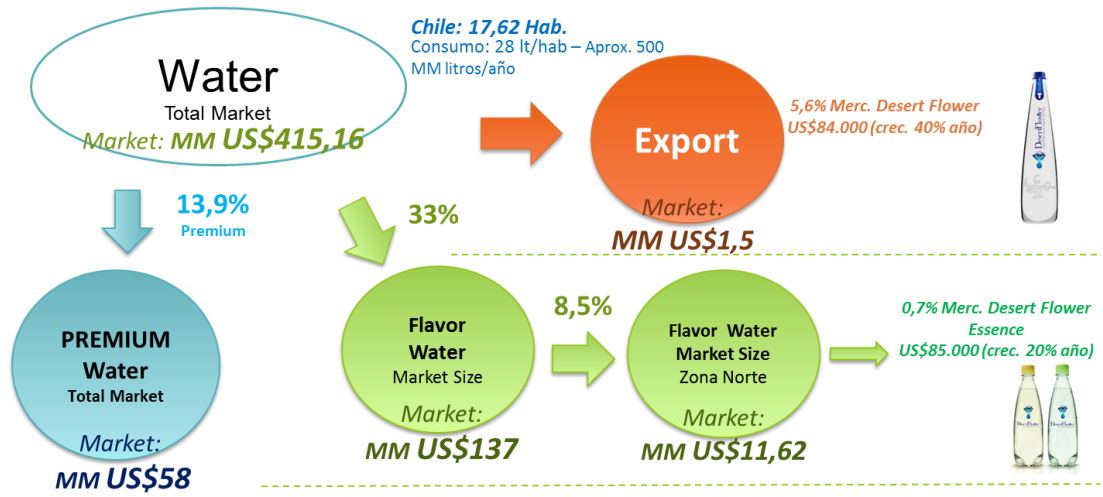 Water
Total Market
Market: MM US$415,16
Chile: 17,62 Hab.
Consumo: 28 lt/hab – Aprox. 500
MM litros/año
Export
Market:
MM US$1,5
5,6% Merc. Desert Flower
US$84.000 (crec. 40% año)
DesertFlower
13,9%
Premium
33%
PREMIUM
Water
Total Market
Market:
MM US$58
Flavor
Water
Market Size
Market:
MM US$137
8,5%
Flavor Water
Market Size
Zona Norte
Market:
MM US$11,62
0,7% Merc. Desert Flower
Essence
US$85.000 (crec. 20% año)
DesertFlower
DesertFlower